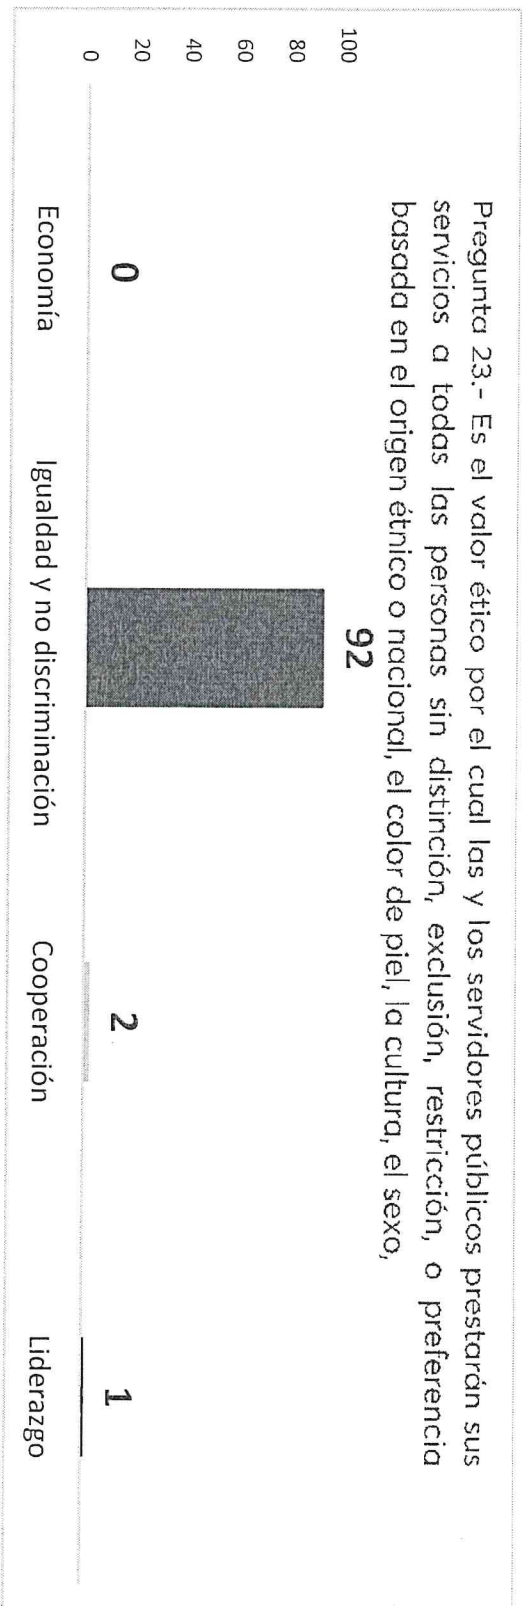 Pregunta 23.- Es el valor ético por el cual las y los servidores públicos prestarán sus
servicios a todas las personas sin distinción, exclusión, restricción, o preferencia
basada en el origen étnico o nacional, el color de piel, la cultura, el sexo,
100
80
60
40
20
0
0
92
2
1
Economía
Igualdad y no discriminación
Cooperación
Liderazgo